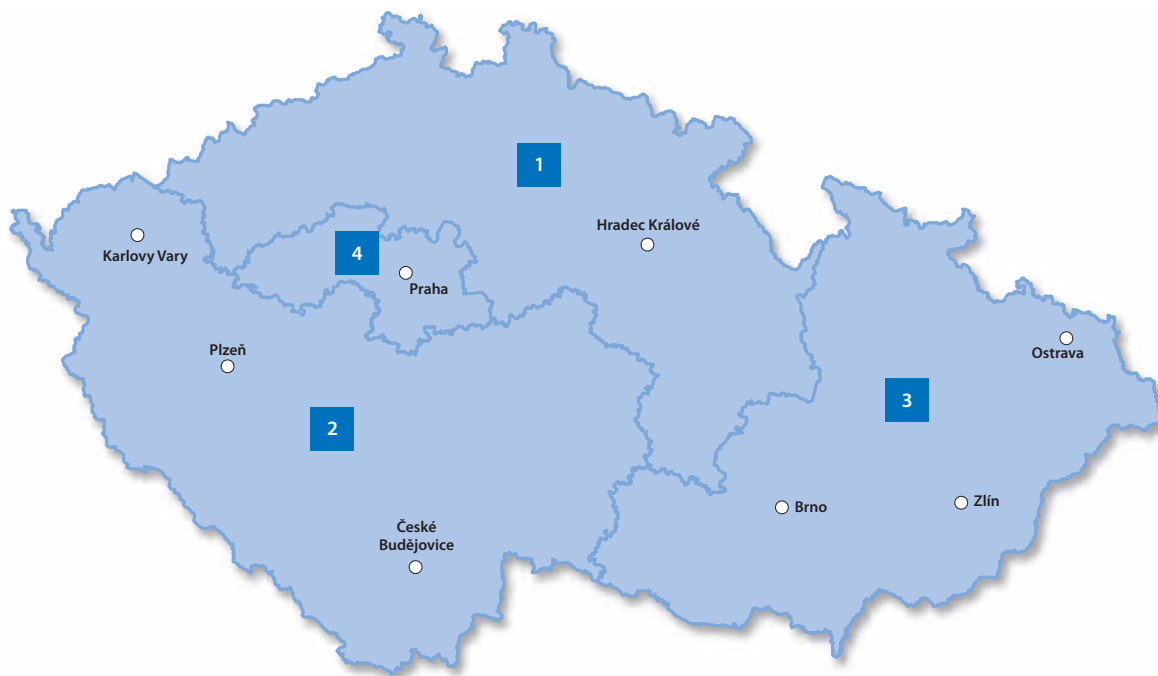 1
Hradec Králové
4
Karlovy Vary
Praha
Plzeň
Ostrava
3
2
Brno
Zlín
České
Budějovice